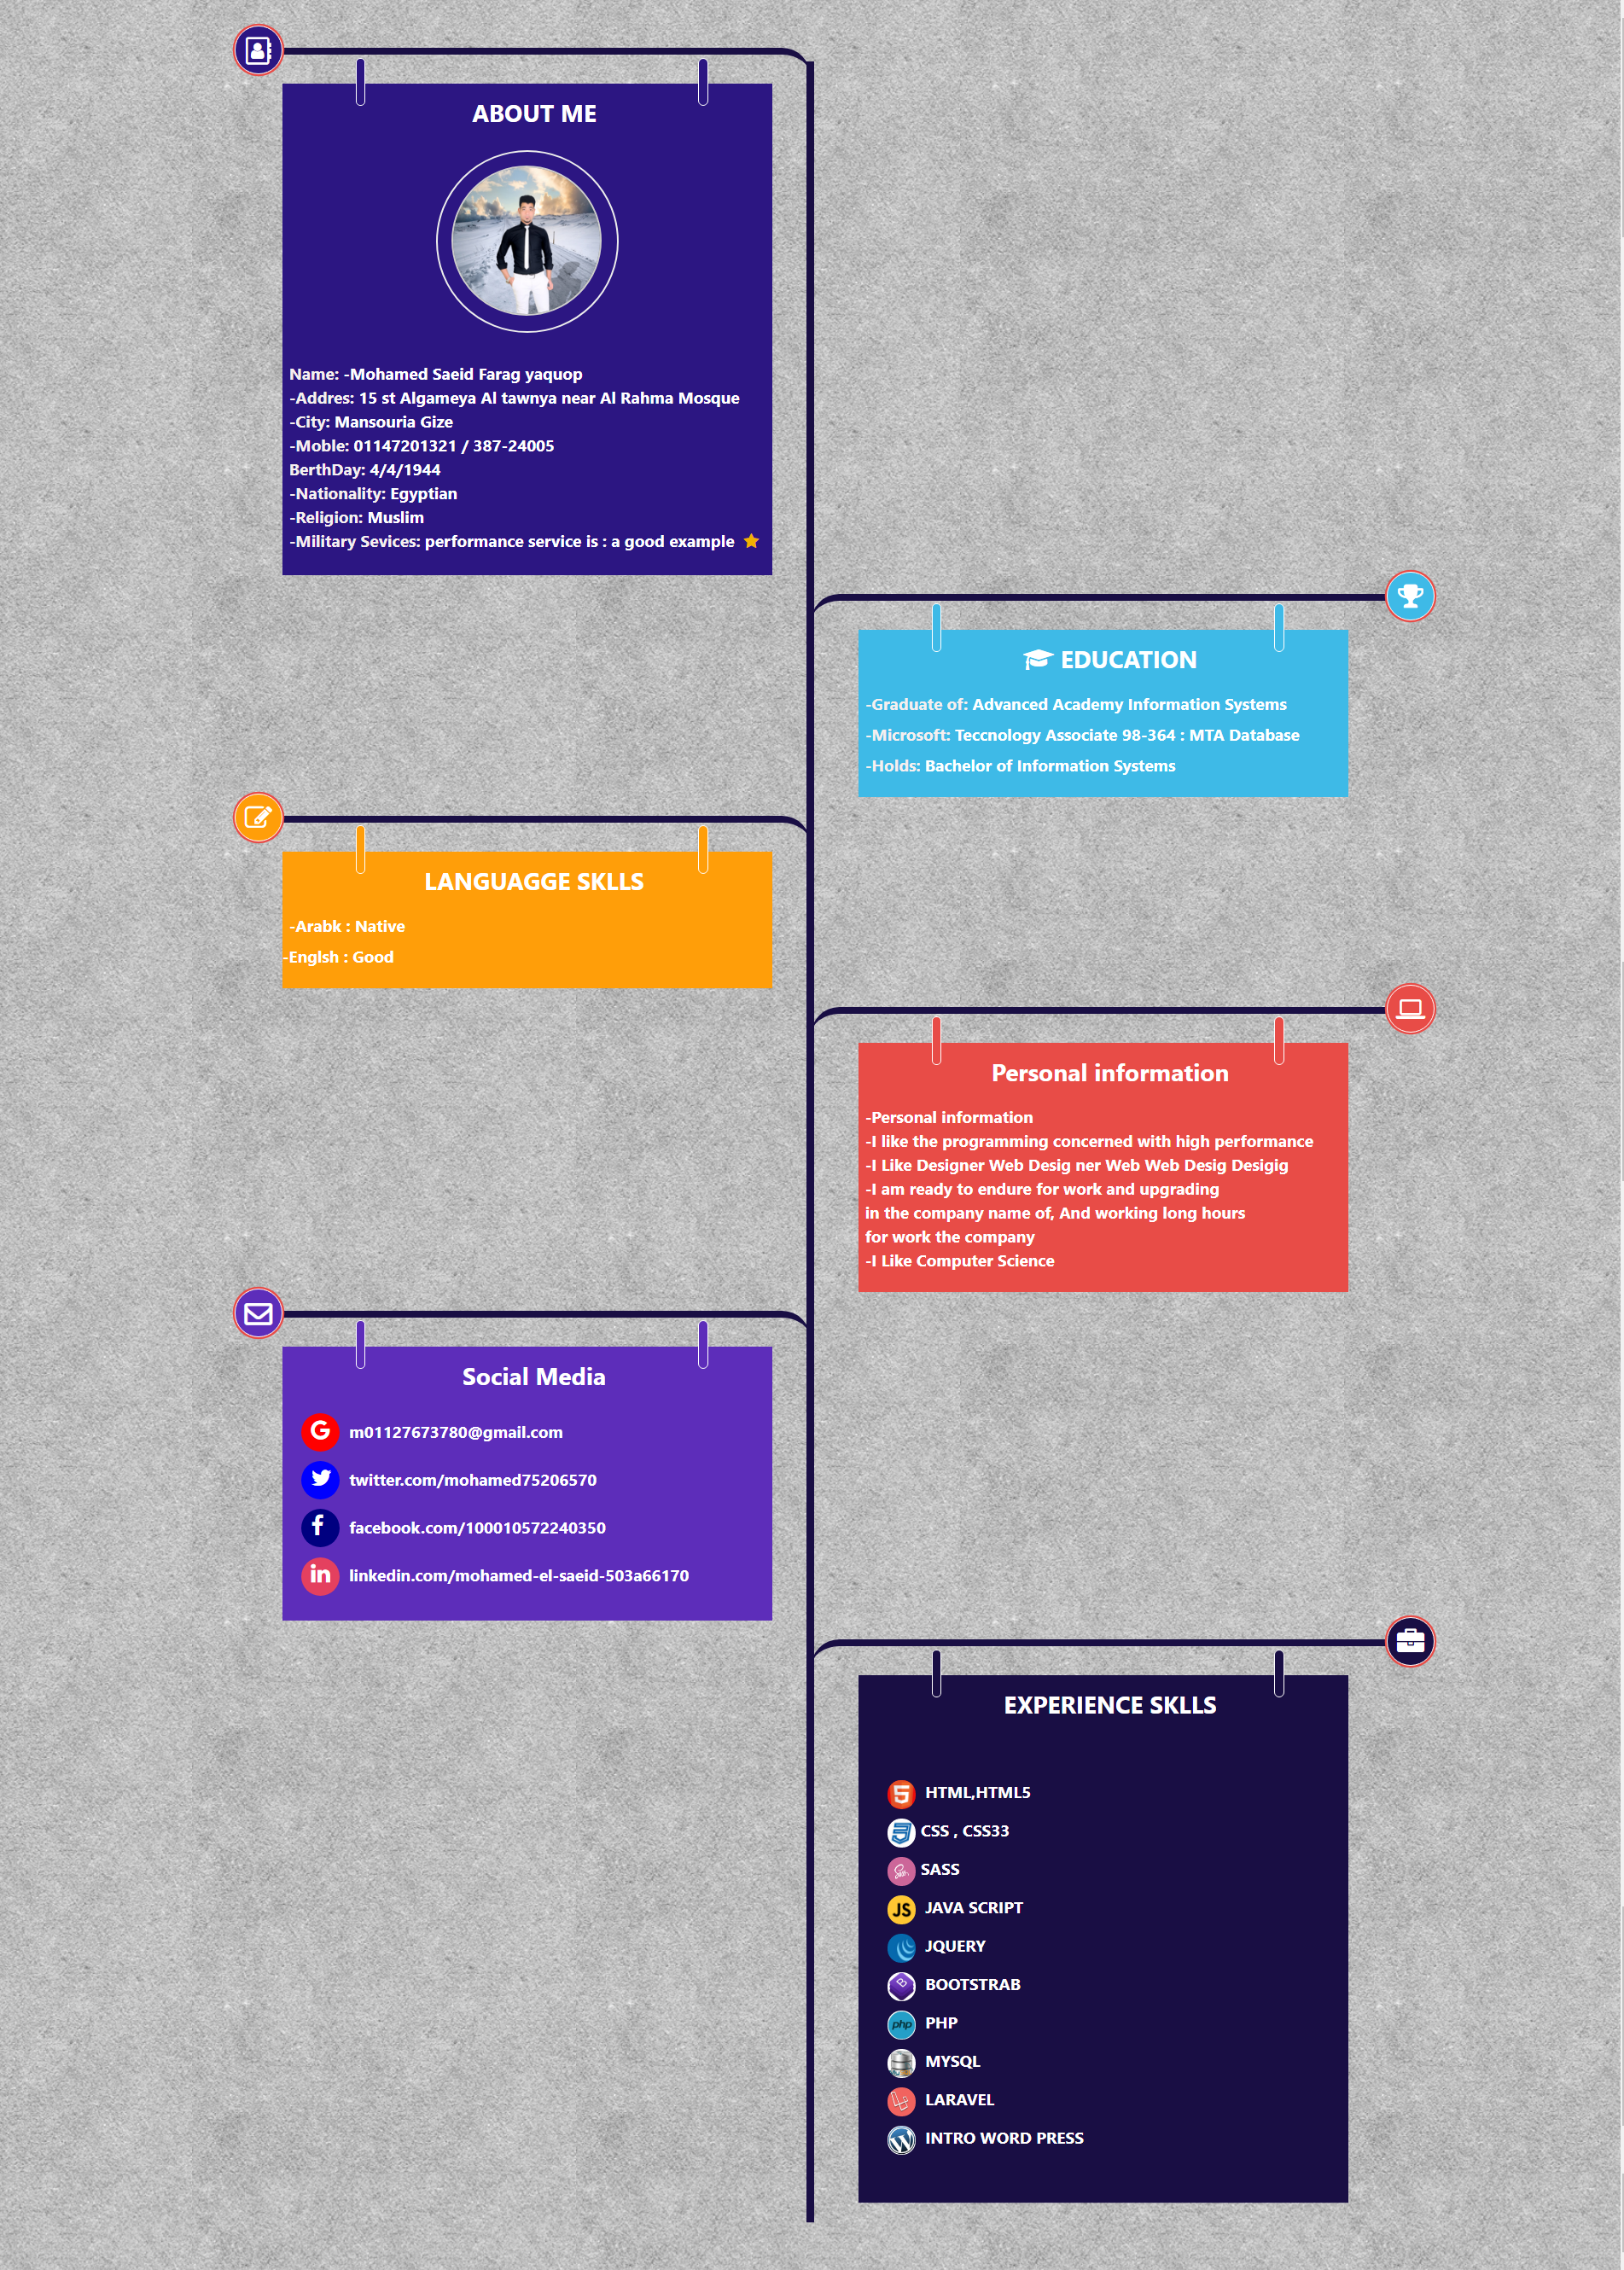 ABOUT ME
Name: -Mohamed Saeid Farag yaquop
-Addres: 15 st Algameya Al tawnya near Al Rahma Mosque
-City: Mansouria Gize
-Moble: 01147201321 / 387-24005
BerthDay: 4/4/1944
-Nationality: Egyptian
-Religion: Muslim
-Military Sevices: performance service is : a good example
EDUCATION
-Graduate of: Advanced Academy Information Systems
-Microsoft: Teccnology Associate 98-364 : MTA Database
-Holds: Bachelor of Information Systems
LANGUAGGE SKLLS
-Arabk : Native
-Englsh : Good
Personal information
-Personal information
-I like the programming concerned with high performance
-I Like Designer Web Desig ner Web Web Desig Desigig
-I am ready to endure for work and upgrading
in the company name of, And working long hours
for work the company
-I Like Computer Science
Social Media
m01127673780@gmail.com
twitter.com/mohamed75206570
facebook.com/100010572240350
linkedin.com/mohamed-el-saeid-503a66170
EXPERIENCE SKLLS
HTML,HTML5
CSS , CSS33
SASS
JS JAVA SCRIPT
JQUERY
BOOTSTRAB
php PHP
MYSQL
LARAVEL
INTRO WORD PRESS